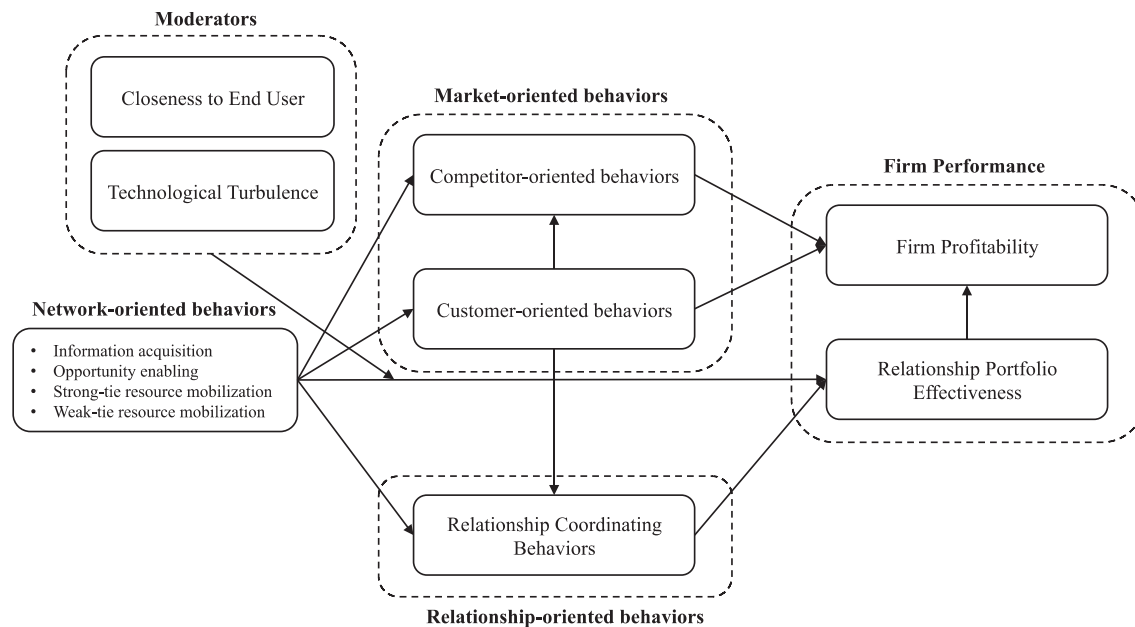 Moderators
Closeness to End User
Technological Turbulence
Network-oriented behaviors
• Information acquisition
• Opportunity enabling
• Strong-tie resource mobilization
• Weak-tie resource mobilization
Market-oriented behaviors
Competitor-oriented behaviors
Customer-oriented behaviors
Relationship Coordinating
Behaviors
Relationship-oriented behaviors
Firm Performance
Firm Profitability
Relationship Portfolio
Effectiveness